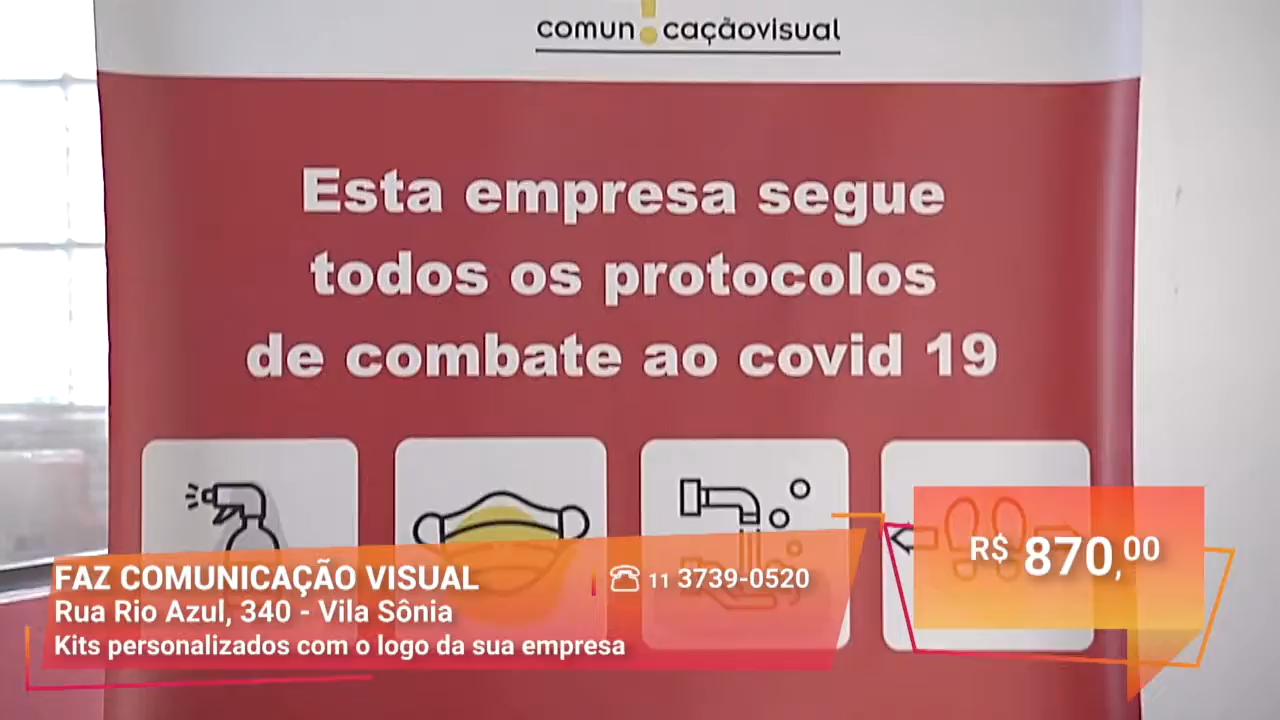 comun!caçãovisual
Esta empresa segue
todos os protocolos
de combate ao covid 19
FAZ COMUNICAÇÃO VISUAL
11 3739-0520
Rua Rio Azul, 340 - Vila Sônia
Kits personalizados com o logo da sua empresa
R$ 870,00